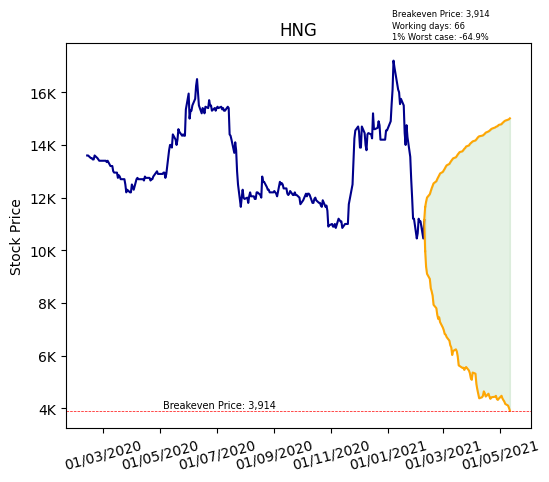 Breakeven Price: 3,914
Working days: 66
1% Worst case: -64.9%
HNG
Stock Price
16K
14K
12K
10K
8K
6K
4K
Breakeven Price: 3,914
01/03/2020 01/05/2020 01/07/2020 01/09/2020 01/11/2020 01/01/2021 01/03/2021 01/05/2021